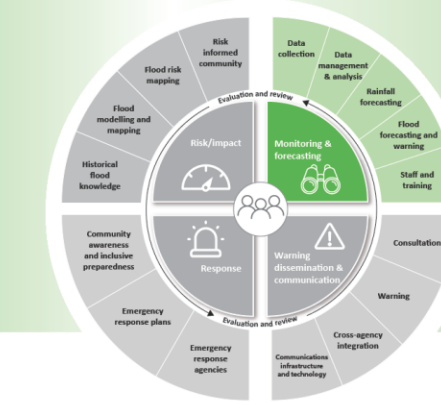 Risk
informed
community
Flood risk
mapping
Flood
modelling and
mapping
Historical
flood
knowledge
Data
collection
Data
management
& analysis
Rainfall
forecasting
Flood
forecasting and
warning
Staff and
training
Evaluation and review
Risk/impact
Monitoring &
forecasting
Response
Warning
dissemination &
communication
Evaluation and review
Community
awareness
and inclusive
preparedness
Emergency
response plans
Emergency
response
agencies
Consultation
Warning
Cross-agency
integration
Communications
infrastructure
and technology